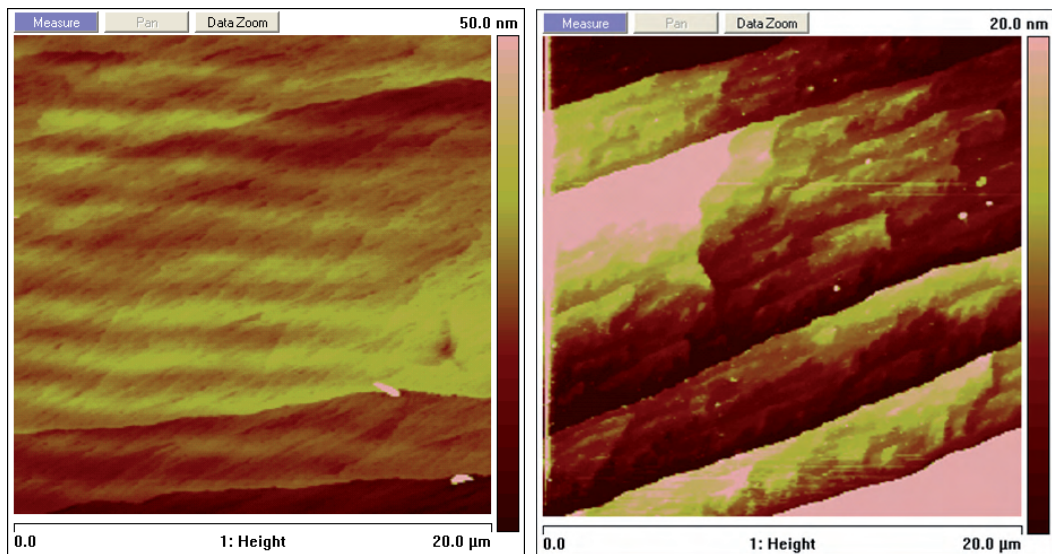 Measure Pan Data Zoom 50.0 nm
0.0 1: Height 20.0 µm
Measure Pan Data Zoom 20.0 nm
0.0 1: Height 20.0 µm